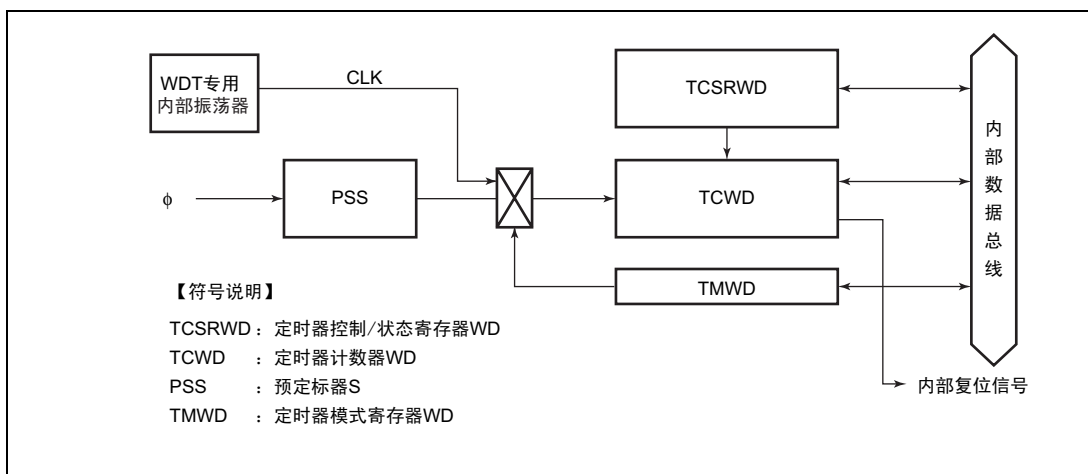 WDT专用
内部振荡器
CLK
TCSRWD
内部数据总线
φ
PSS
TCWD
TMWD
【符号说明】
TCSRWD：定时器控制/状态寄存器WD
TCWD ：定时器计数器WD
PSS ：预定标器S
TMWD ：定时器模式寄存器WD
内部复位信号